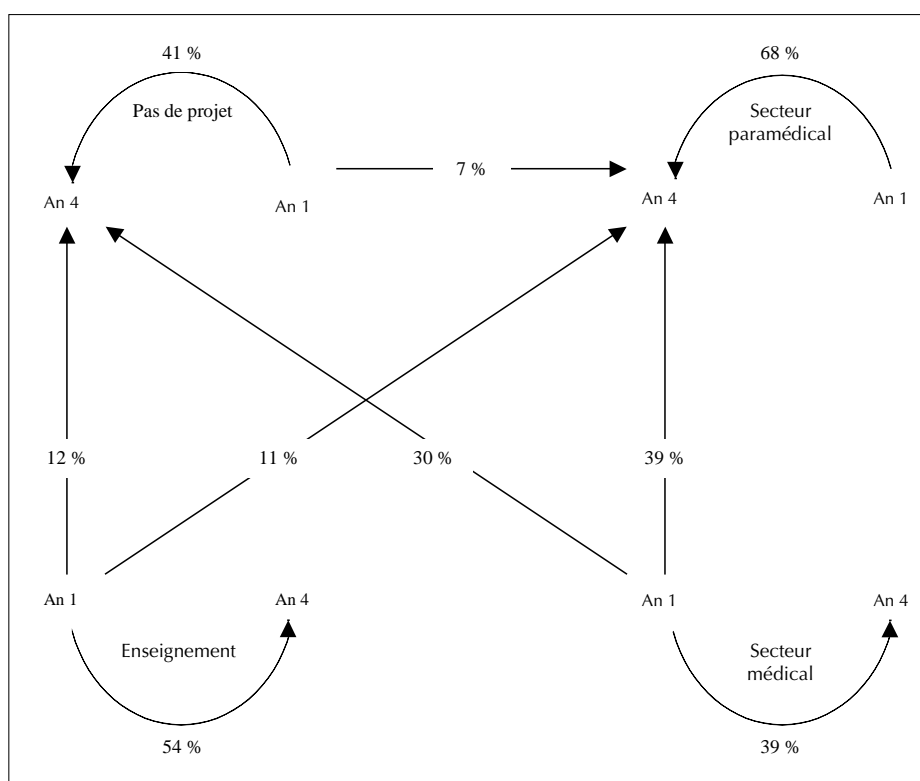 41 %
68 %
Pas de projet
Secteur
paramédical
7 %
An 4
An 1
An 4
An 1
12 %
11 %
30 %
39 %
An 1
An 4
An 1
An 4
Enseignement
Secteur
médical
54 %
39 %